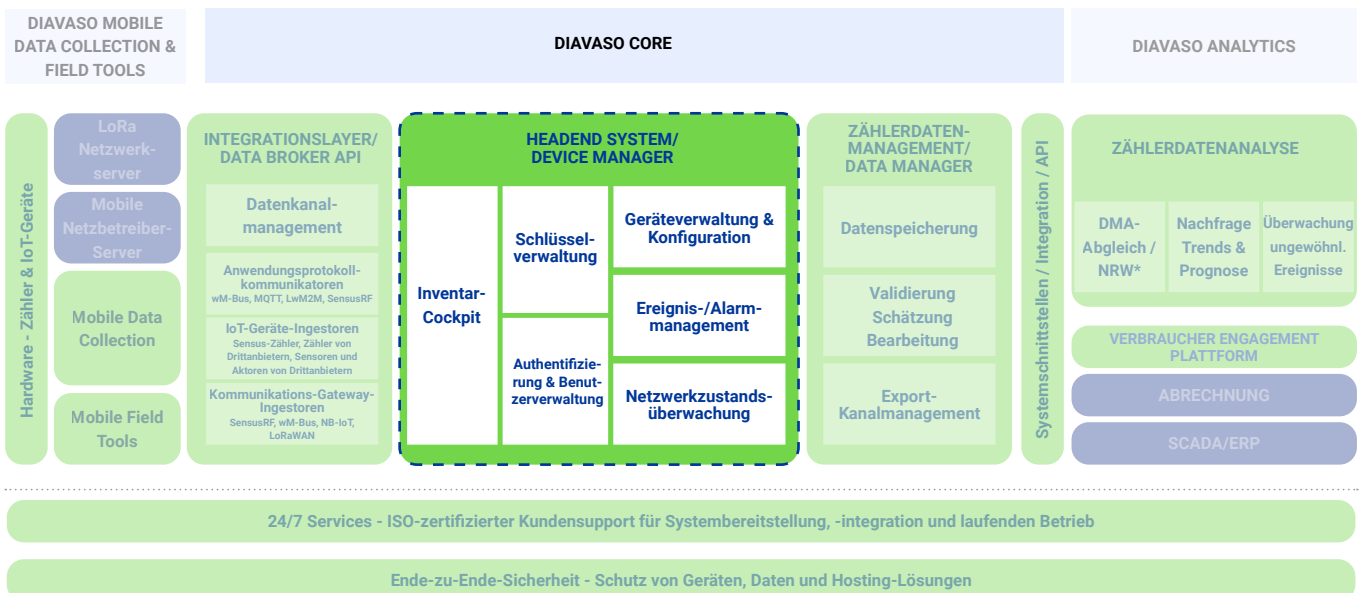 DIAVASO MOBILE
DATA COLLECTION &
FIELD TOOLS
DIAVASO CORE
DIAVASO ANALYTICS
Hardware - Zähler & IoT-Geräte
LoRa
Netzwerk-
server
Mobile
Netzbetreiber-
Server
Mobile Data
Collection
Mobile Field
Tools
INTEGRATIONSLAYER/
DATA BROKER API
Datenkanal-
management
Anwendungsprotokoll-
kommunikatoren
wM-Bus, MQTT, LwM2M, SensusRF
IoT-Geräte-Ingestoren
Sensus-Zähler, Zähler von
Drittanbietern, Sensoren und
Aktoren von Drittanbietern
Kommunikations-Gateway-
Ingestoren
SensusRF, wM-Bus, NB-IoT,
LoRaWAN
HEADEND SYSTEM/
DEVICE MANAGER
Inventar-
Cockpit
Schlüssel-
verwaltung
Authentifizie-
rung & Benut-
zerverwaltung
Geräteverwaltung &
Konfiguration
Ereignis-/Alarm-
management
Netzwerkzustands-
überwachung
ZÄHLERDATEN-
MANAGEMENT/
DATA MANAGER
Datenspeicherung
Validierung
Schätzung
Bearbeitung
Export-
Kanalmanagement
Systemschnittstellen / Integration / API
ZÄHLERDATENANALYSE
DMA-
Abgleich /
NRW*
Nachfrage
Trends &
Prognose
Überwachung
ungewöhnl.
Ereignisse
VERBRAUCHER ENGAGEMENT
PLATTFORM
ABRECHNUNG
SCADA/ERP
24/7 Services - ISO-zertifizierter Kundensupport für Systembereitstellung, -integration und laufenden Betrieb
Ende-zu-Ende-Sicherheit - Schutz von Geräten, Daten und Hosting-Lösungen